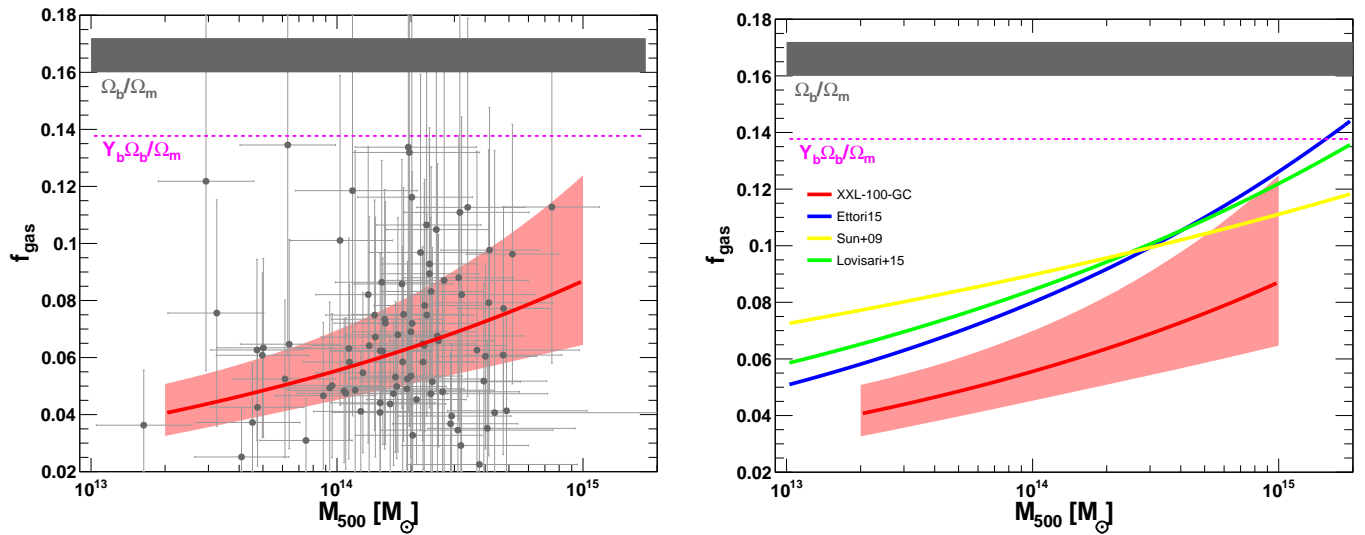 0.18
0.16
0.14
0.12
0.1
0.08
0.06
0.04
0.02
f_gas
Ω_b/Ω_m
Y_bΩ_b/Ω_m
10^13
10^14
10^15
M_500 [M_⊙]
0.18
0.16
0.14
0.12
0.1
0.08
0.06
0.04
0.02
f_gas
Ω_b/Ω_m
Y_bΩ_b/Ω_m
XXL-100-GC
Ettori15
Sun+09
Lovisari+15
10^13
10^14
10^15
M_500 [M_⊙]